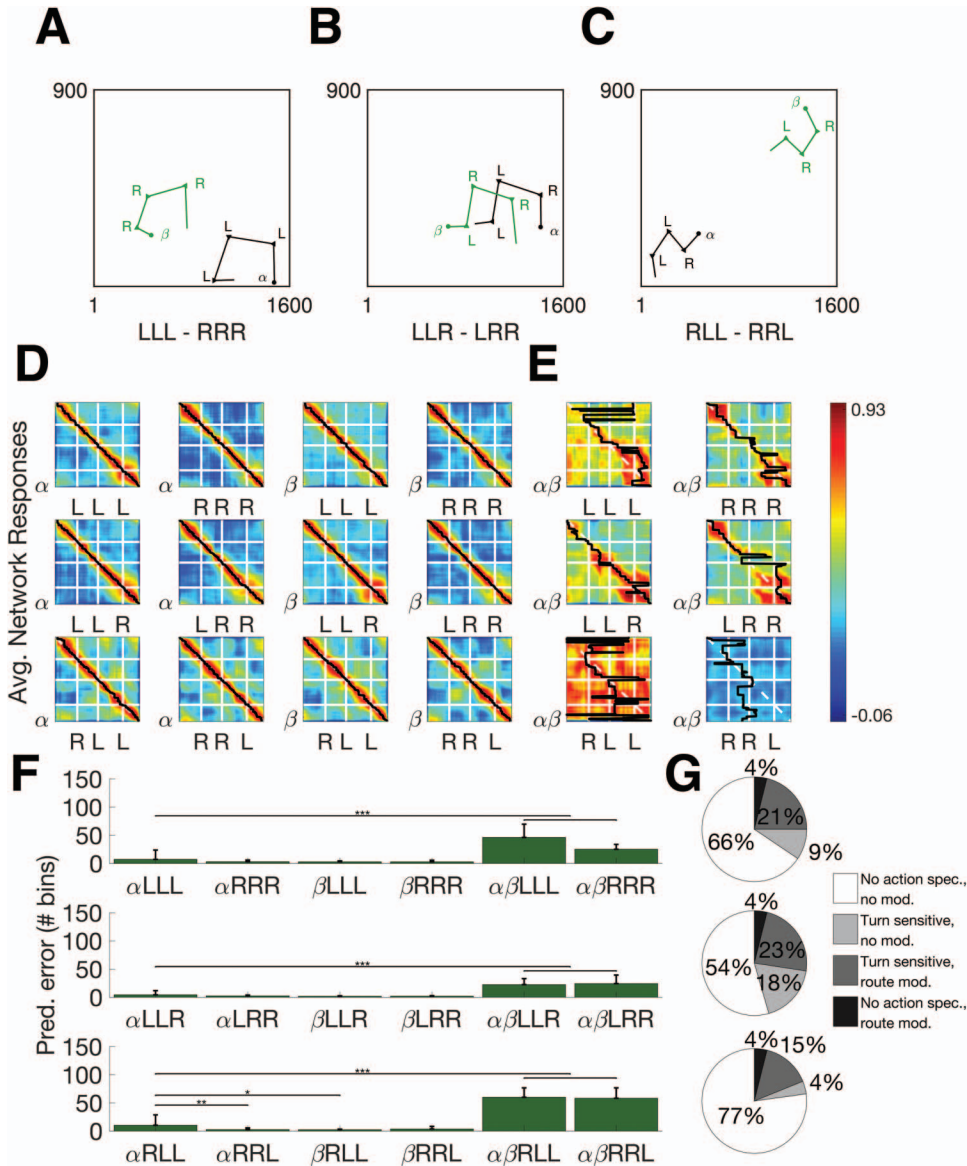 A
B
C
900
900
900
R
R
R
β
L
L
L
α
L
R
R
L
R
β
L
α
β
L
R
R
L
α
L
R
1
1600
1
1600
1
1600
LLL - RRR
LLR - LRR
RLL - RRL
D
E
Avg. Network Responses
α
α
β
β
αβ
αβ
L L L
R R R
L L L
R R R
L L L
R R R
α
α
β
β
αβ
αβ
L L R
L R R
L L R
L R R
L L R
L R R
α
α
β
β
αβ
αβ
R L L
R R L
R L L
R R L
R L L
R R L
0.93
-0.06
F
G
Pred. error (# bins)
150
100
50
0
***
αLLL
αRRR
βLLL
βRRR
αβLLL
αβRRR
150
100
50
0
***
αLLR
αLRR
βLLR
βLRR
αβLLR
αβLRR
150
100
50
0
***
*
**
αRLL
αRRL
βRLL
βRRL
αβRLL
αβRRL
4%
21%
66%
9%
4%
23%
54%
18%
4%
15%
4%
77%
No action spec.,
no mod.
Turn sensitive,
no mod.
Turn sensitive,
route mod.
No action spec.,
route mod.